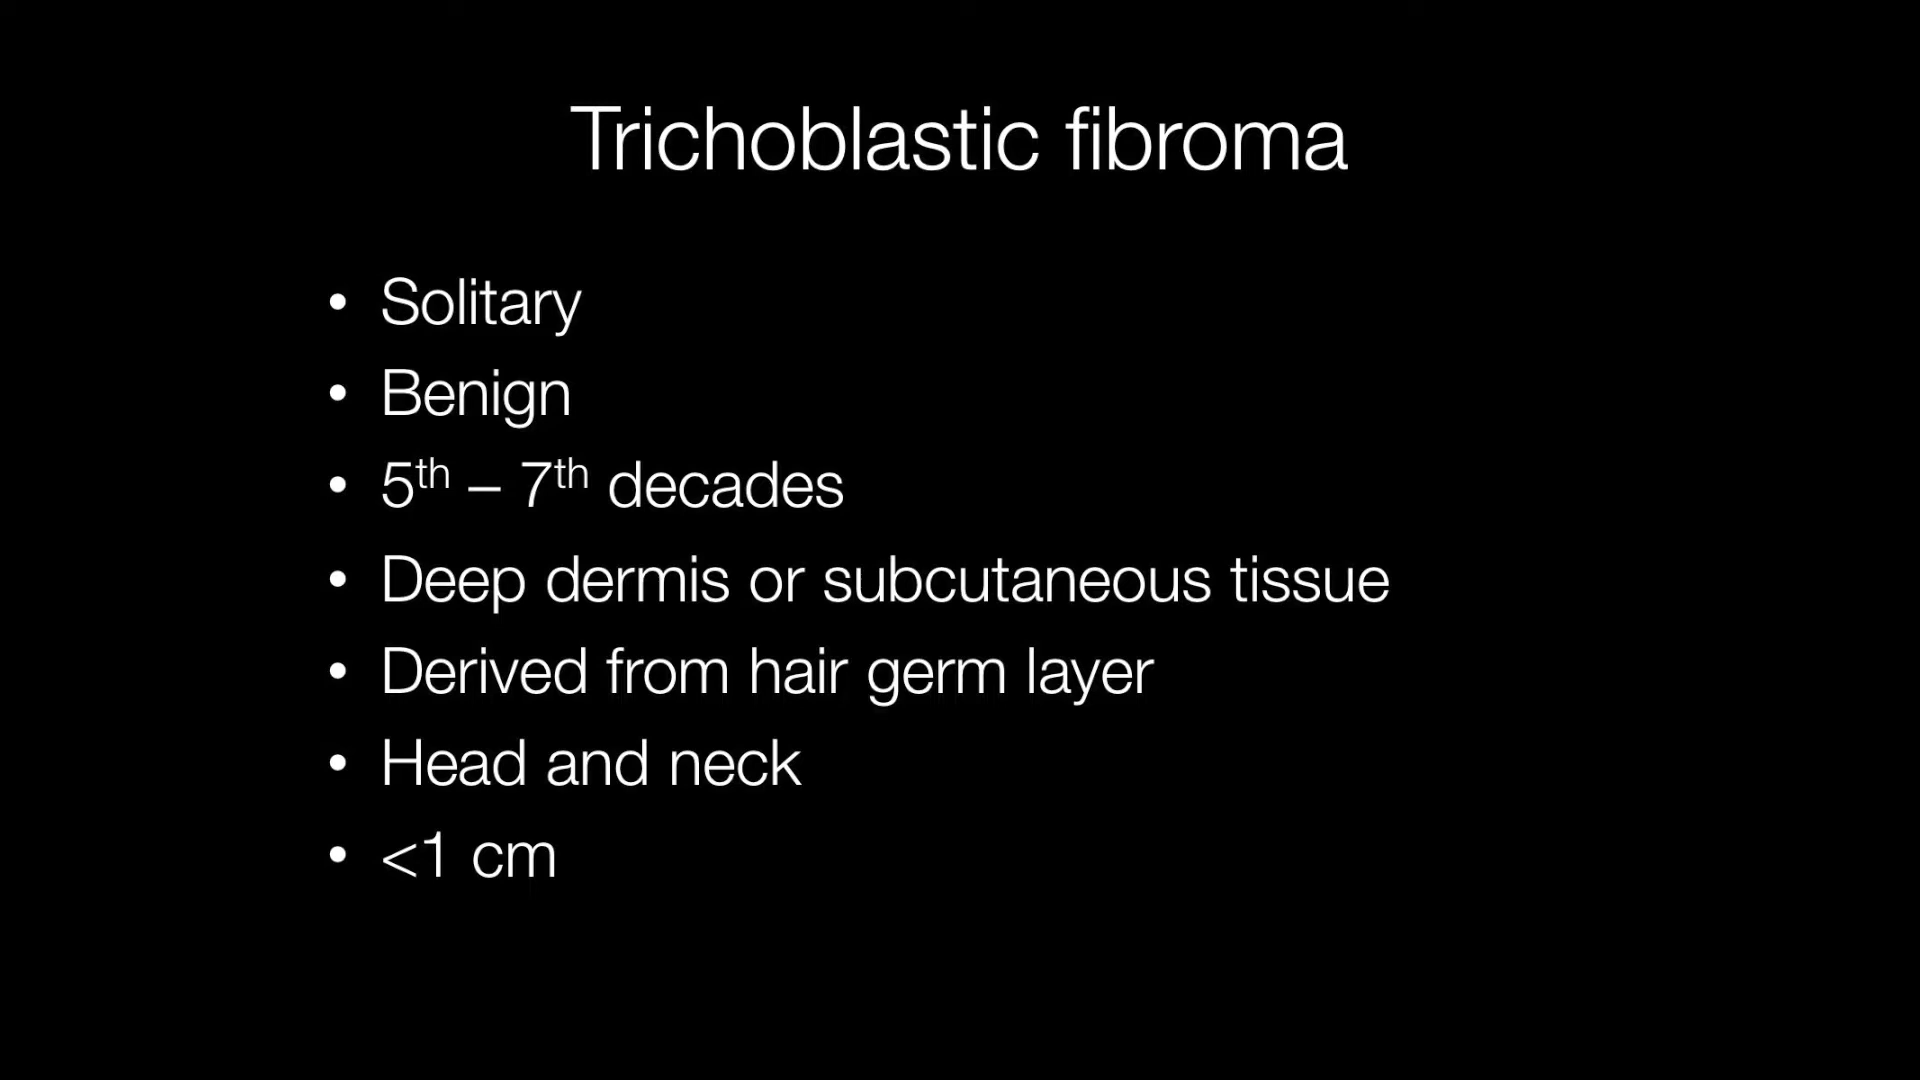 Trichoblastic fibroma
• Solitary
• Benign
• 5th – 7th decades
• Deep dermis or subcutaneous tissue
• Derived from hair germ layer
• Head and neck
• <1 cm